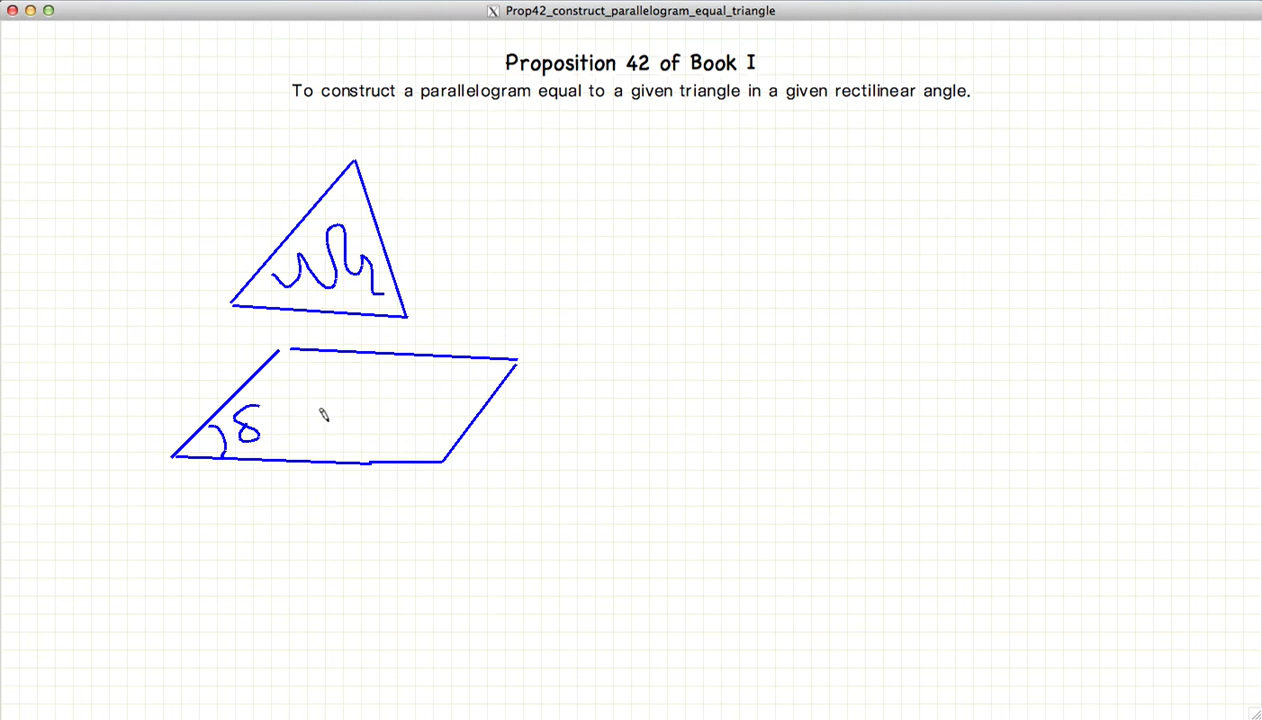 Prop42_construct_parallelogram_equal_triangle
Proposition 42 of Book I
To construct a parallelogram equal to a given triangle in a given rectilinear angle.
δ